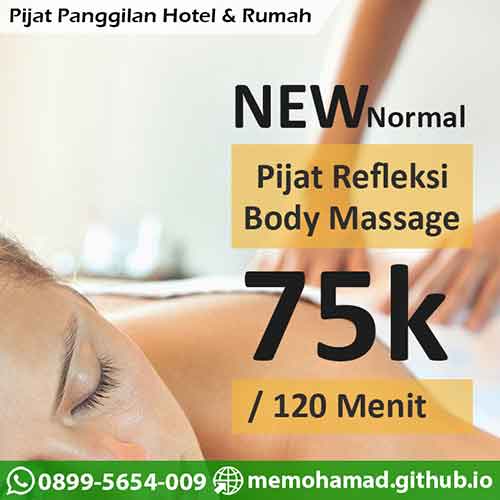 Pijat Panggilan Hotel & Rumah
NEW Normal
Pijat Refleksi
Body Massage
75k
/ 120 Menit
0899-5654-009 memohamad.github.io